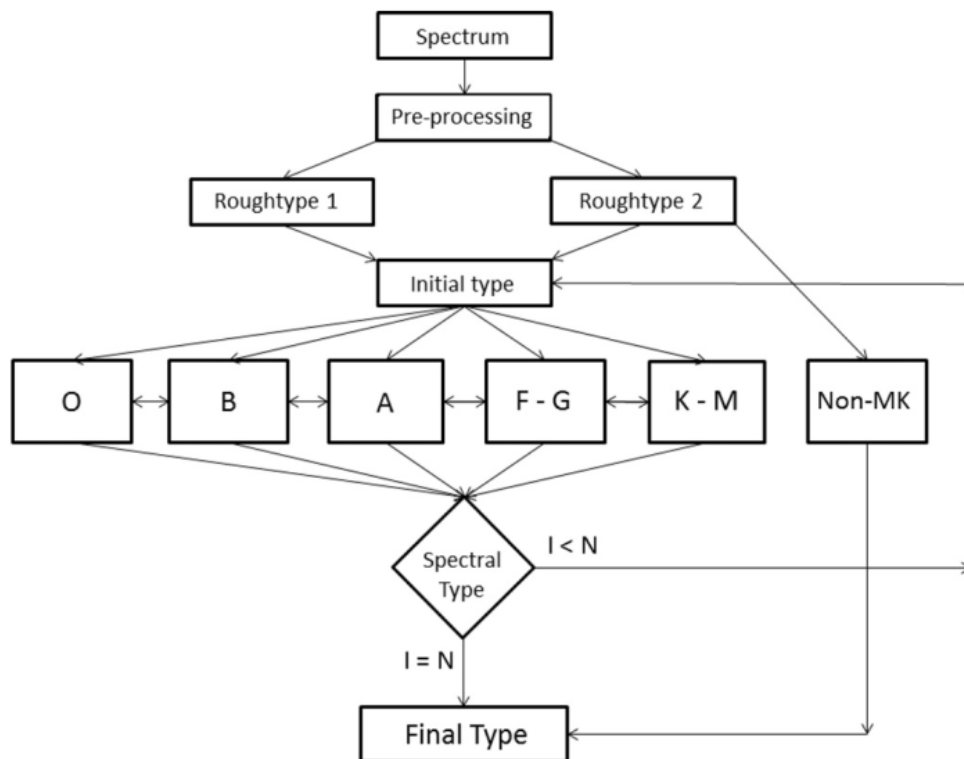 Spectrum
Pre-processing
Roughtype 1
Roughtype 2
Initial type
O
B
A
F - G
K - M
Non-MK
Spectral
Type
I < N
I = N
Final Type